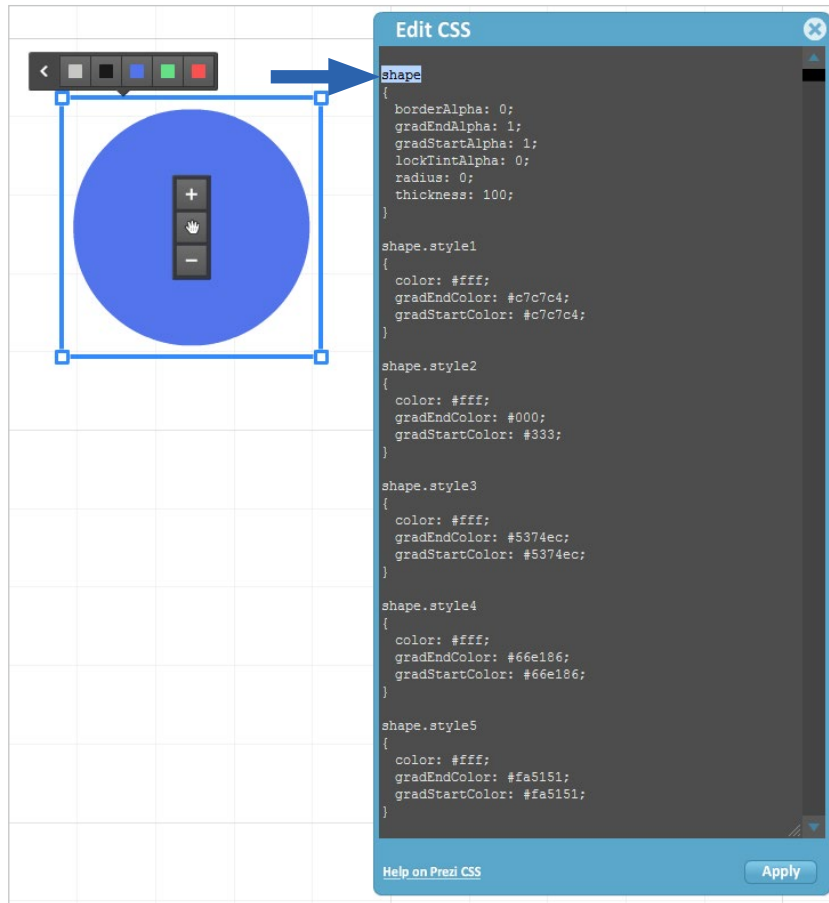 Edit CSS
shape
{
borderAlpha: 0;
gradEndAlpha: 1;
gradStartAlpha: 1;
lockTintAlpha: 0;
radius: 0;
thickness: 100;
}
shape.style1
{
color: #fff;
gradEndColor: #c7c7c4;
gradStartColor: #c7c7c4;
}
shape.style2
{
color: #fff;
gradEndColor: #000;
gradStartColor: #333;
}
shape.style3
{
color: #fff;
gradEndColor: #5374ec;
gradStartColor: #5374ec;
}
shape.style4
{
color: #fff;
gradEndColor: #66e186;
gradStartColor: #66e186;
}
shape.style5
{
color: #fff;
gradEndColor: #fa5151;
gradStartColor: #fa5151;
}
Help on Prezi CSS
Apply